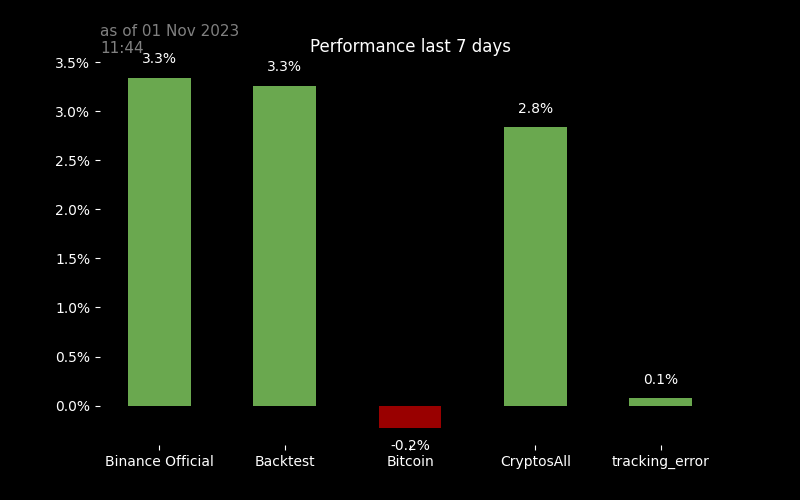 as of 01 Nov 2023
11:44
Performance last 7 days
3.5%
3.0%
2.5%
2.0%
1.5%
1.0%
0.5%
0.0%
3.3%
3.3%
-0.2%
2.8%
0.1%
Binance Official
Backtest
Bitcoin
CryptosAll
tracking_error